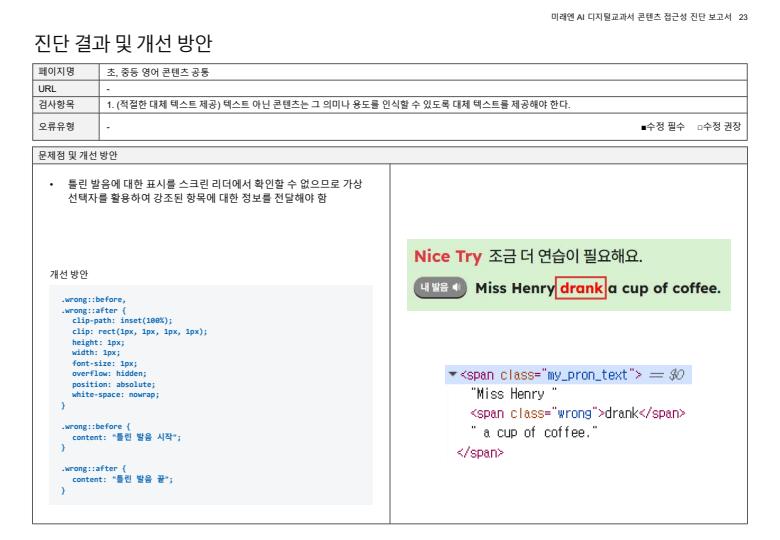 미래엔 AI 디지털교과서 콘텐츠 접근성 진단 보고서 23
진단 결과 및 개선 방안
페이지명 초, 중등 영어 콘텐츠 공통
URL -
검사항목 1. (적절한 대체 텍스트 제공) 텍스트 아닌 콘텐츠는 그 의미나 용도를 인식할 수 있도록 대체 텍스트를 제공해야 한다.
오류유형 - ■수정 필수 □수정 권장
문제점 및 개선 방안
• 틀린 발음에 대한 표시를 스크린 리더에서 확인할 수 없으므로 가상
선택자를 활용하여 강조된 항목에 대한 정보를 전달해야 함
개선 방안
.wrong::before,
.wrong::after {
clip-path: inset(100%);
clip: rect(1px, 1px, 1px, 1px);
height: 1px;
width: 1px;
font-size: 1px;
overflow: hidden;
position: absolute;
white-space: nowrap;
}
.wrong::before {
content: "틀린 발음 시작";
}
.wrong::after {
content: "틀린 발음 끝";
}
Nice Try 조금 더 연습이 필요해요.
내 발음 Miss Henry drank a cup of coffee.
▼<span class="my_pron_text"> == $0
"Miss Henry "
<span class="wrong">drank</span>
" a cup of coffee."
</span>